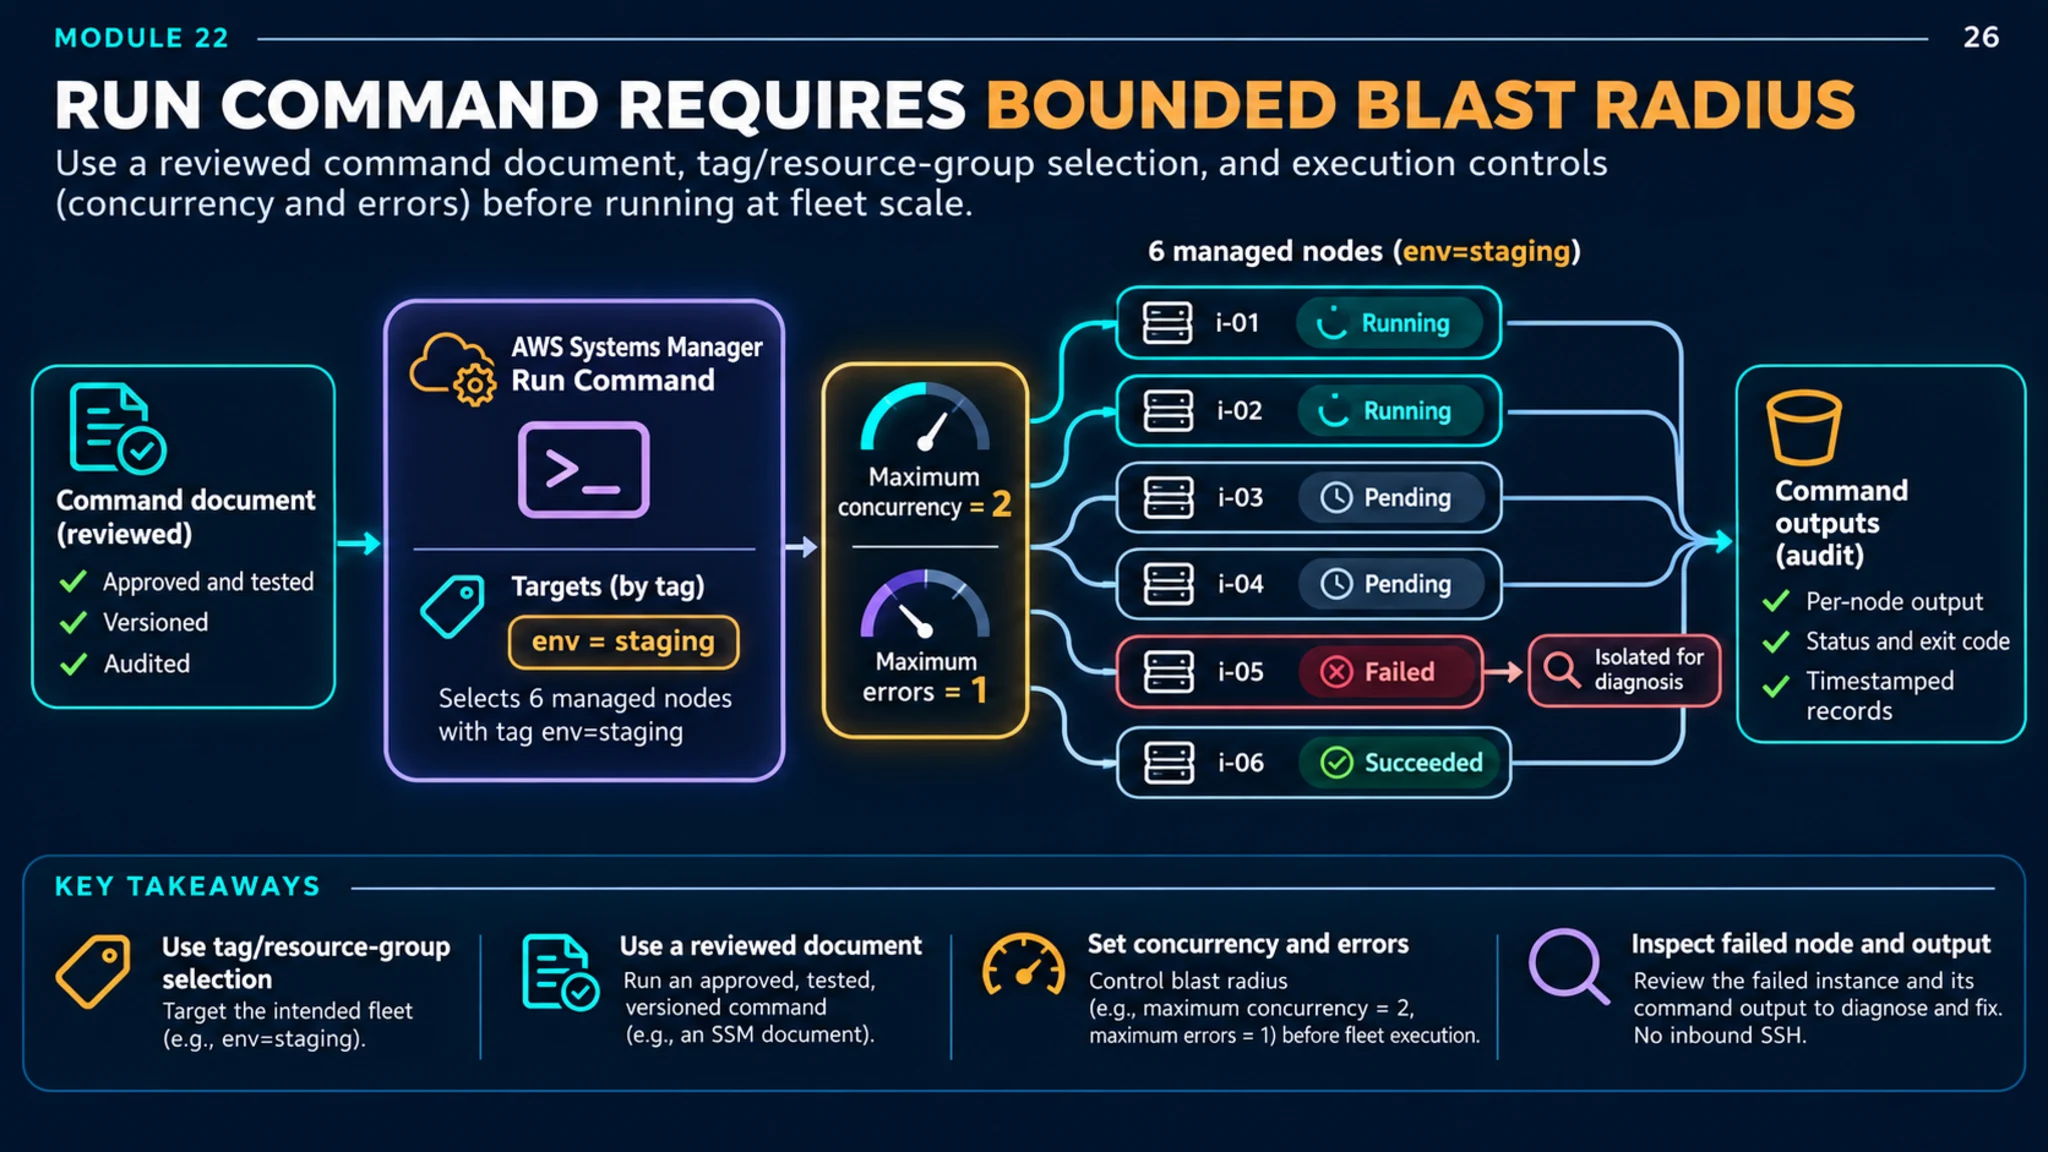 MODULE 22
26
RUN COMMAND REQUIRES BOUNDED BLAST RADIUS
Use a reviewed command document, tag/resource-group selection, and execution controls
(concurrency and errors) before running at fleet scale.
Command document
(reviewed)
Approved and tested
Versioned
Audited
AWS Systems Manager
Run Command
>_
Targets (by tag)
env = staging
Selects 6 managed nodes
with tag env=staging
Maximum
concurrency = 2
Maximum
errors = 1
6 managed nodes (env=staging)
i-01 Running
i-02 Running
i-03 Pending
i-04 Pending
i-05 Failed
Isolated for
diagnosis
i-06 Succeeded
Command
outputs
(audit)
Per-node output
Status and exit code
Timestamped
records
KEY TAKEAWAYS
Use tag/resource-group
selection
Target the intended fleet
(e.g., env=staging).
Use a reviewed document
Run an approved, tested,
versioned command
(e.g., an SSM document).
Set concurrency and errors
Control blast radius
(e.g., maximum concurrency = 2,
maximum errors = 1) before fleet execution.
Inspect failed node and output
Review the failed instance and its
command output to diagnose and fix.
No inbound SSH.